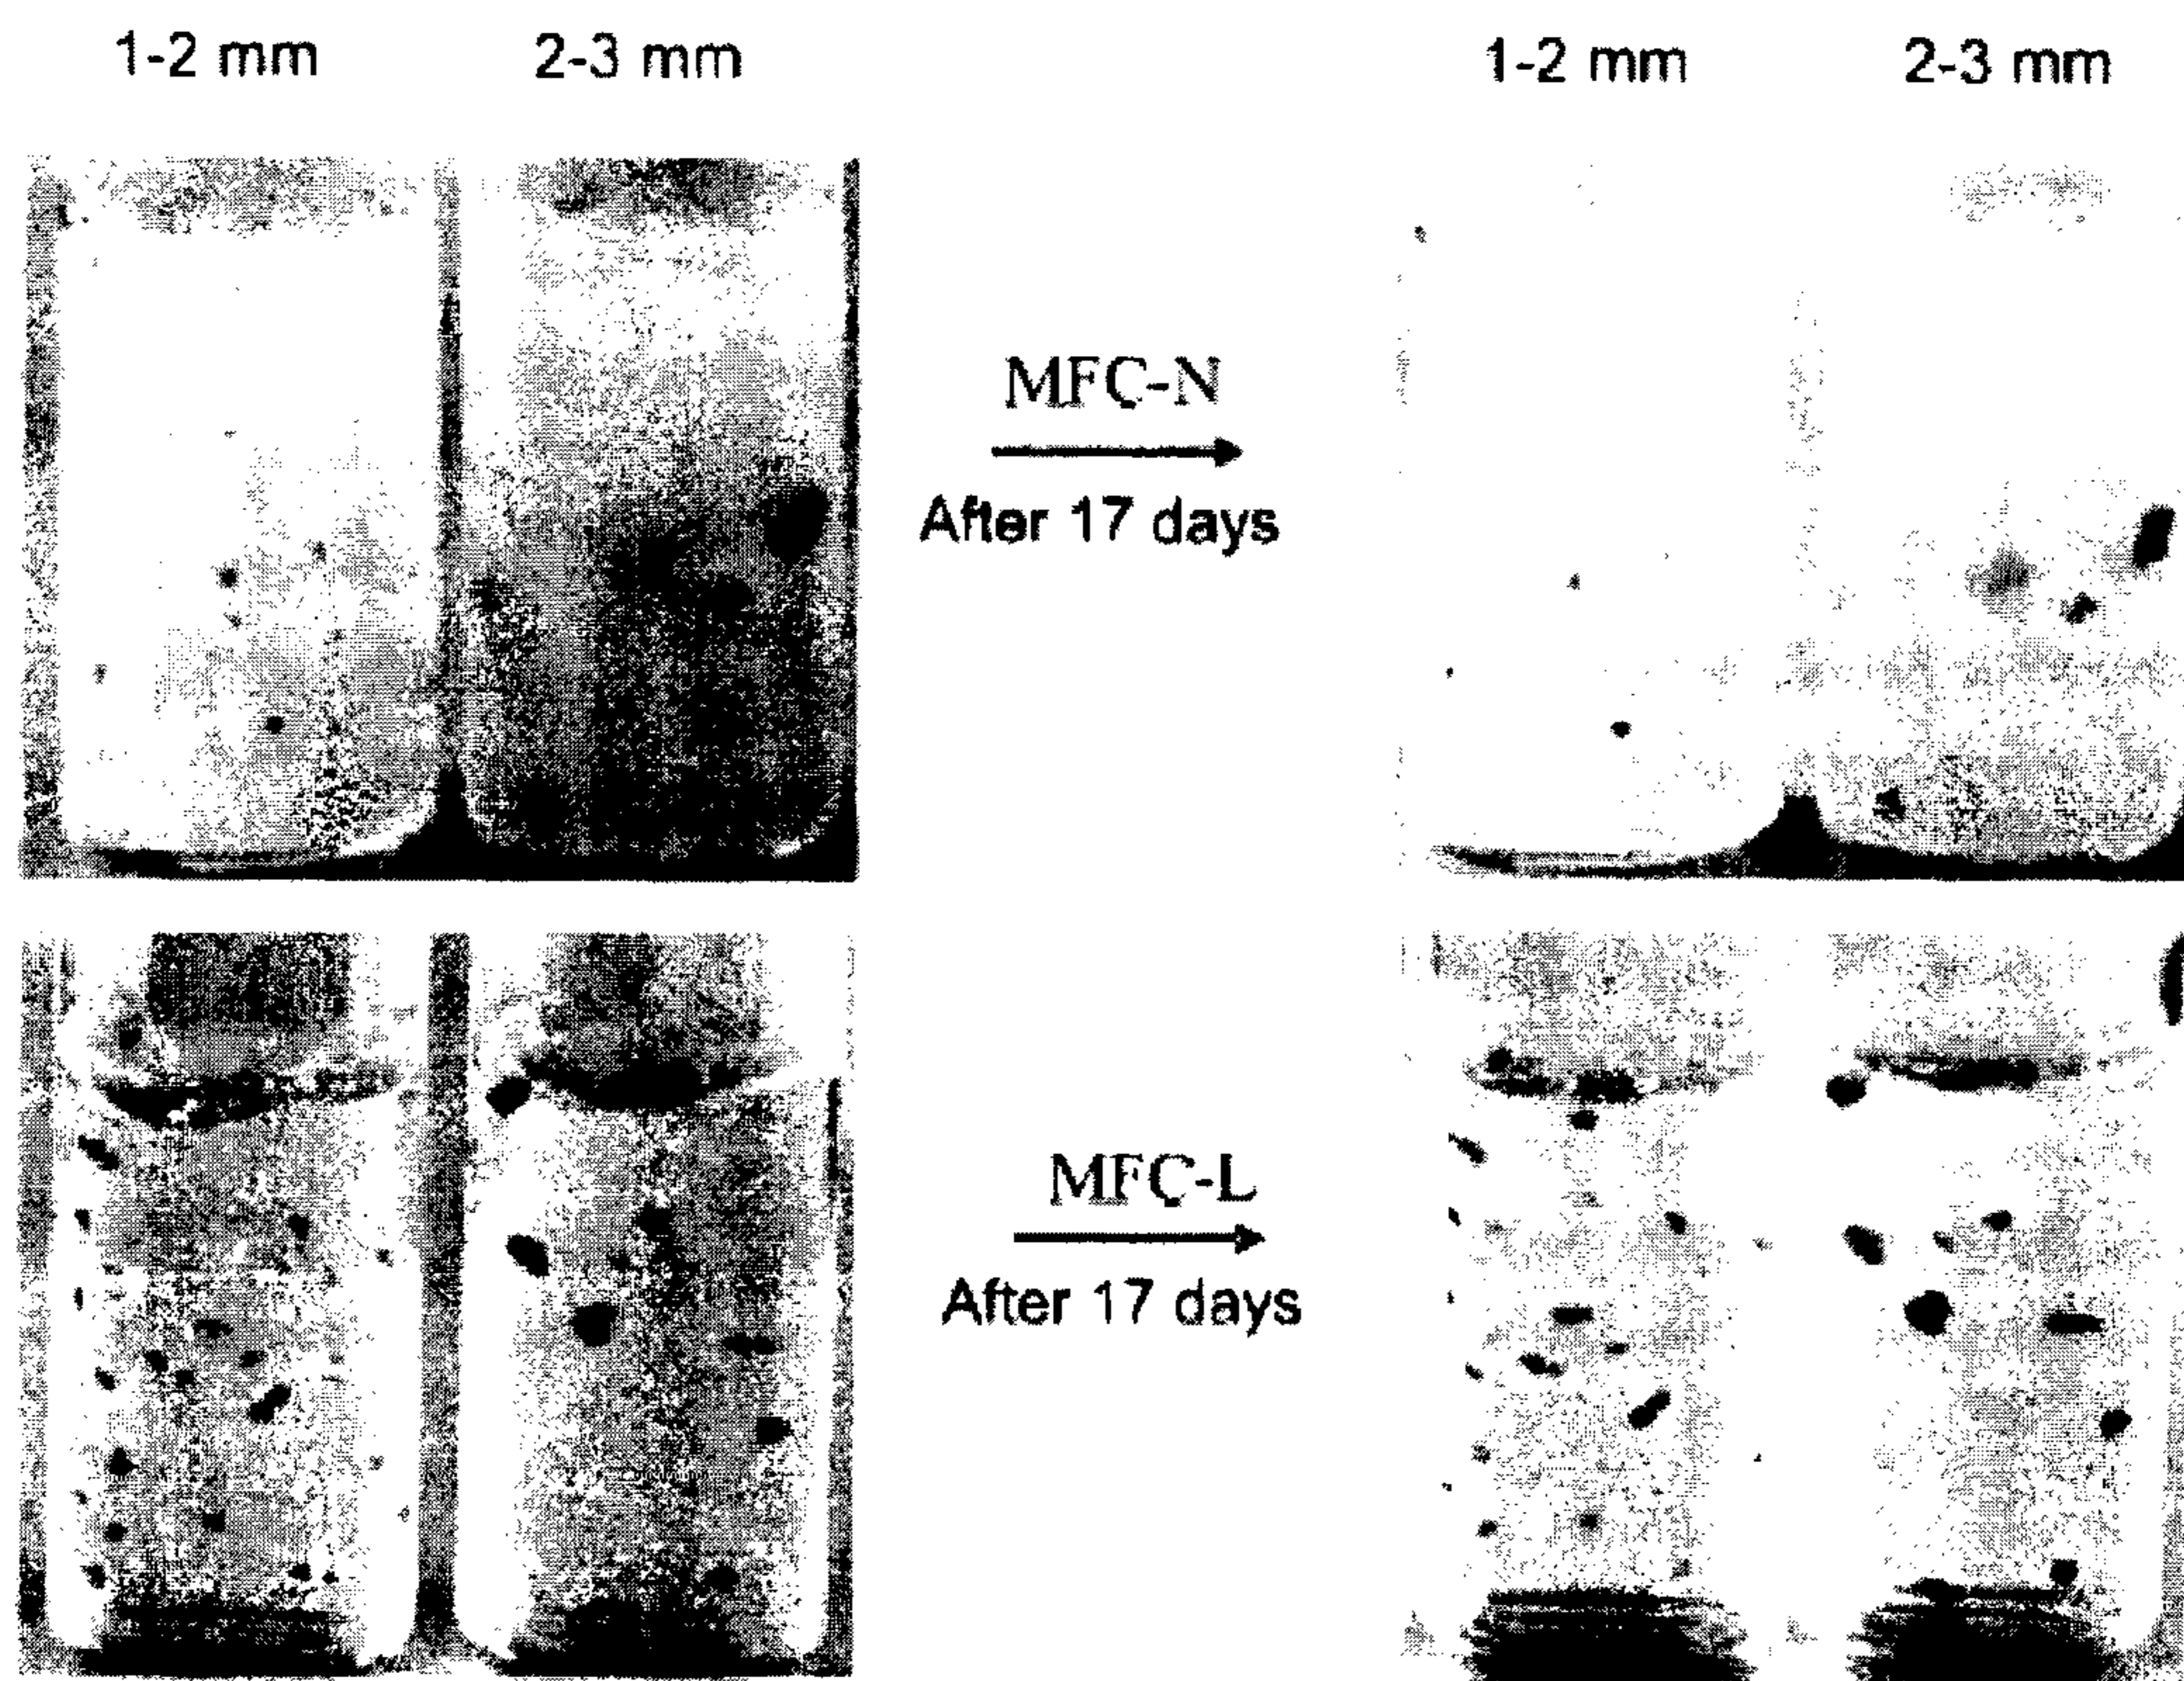 1-2 mm 2-3 mm 1-2 mm 2-3 mm
MFC-N
After 17 days
MFC-L
After 17 days